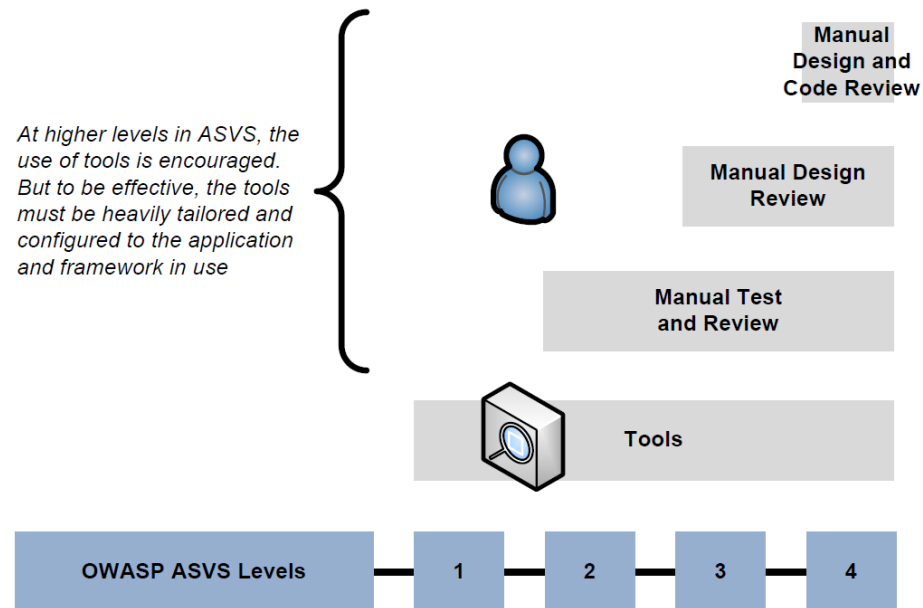 Manual
Design and
Code Review
At higher levels in ASVS, the
use of tools is encouraged.
But to be effective, the tools
must be heavily tailored and
configured to the application
and framework in use
Manual Design
Review
Manual Test
and Review
Tools
OWASP ASVS Levels
1
2
3
4